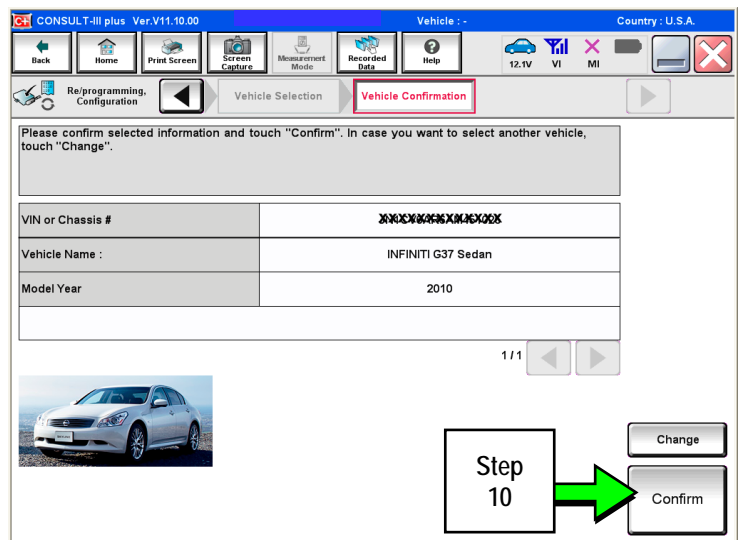 CONSULT-III plus Ver.V11.10.00 Vehicle : - Country : U.S.A.
Back Home Print Screen Screen Capture Measurement Mode Recorded Data Help 12.1V VI MI
Re/programming, Configuration Vehicle Selection Vehicle Confirmation
Please confirm selected information and touch "Confirm". In case you want to select another vehicle,
touch "Change".
VIN or Chassis #
Vehicle Name : INFINITI G37 Sedan
Model Year 2010
1/1
Change
Step
10
Confirm